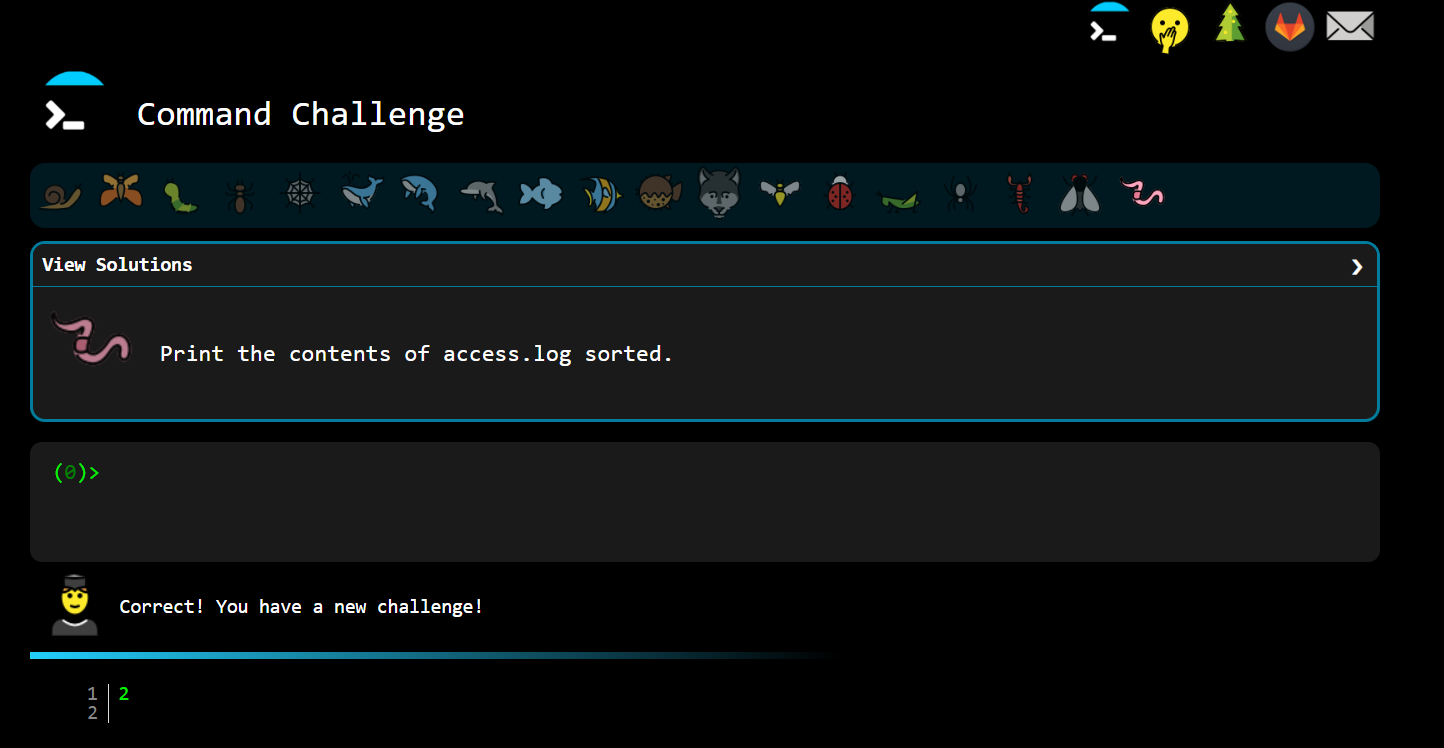 Command Challenge
View Solutions
Print the contents of access.log sorted.
(0)>
Correct! You have a new challenge!
1 2
2